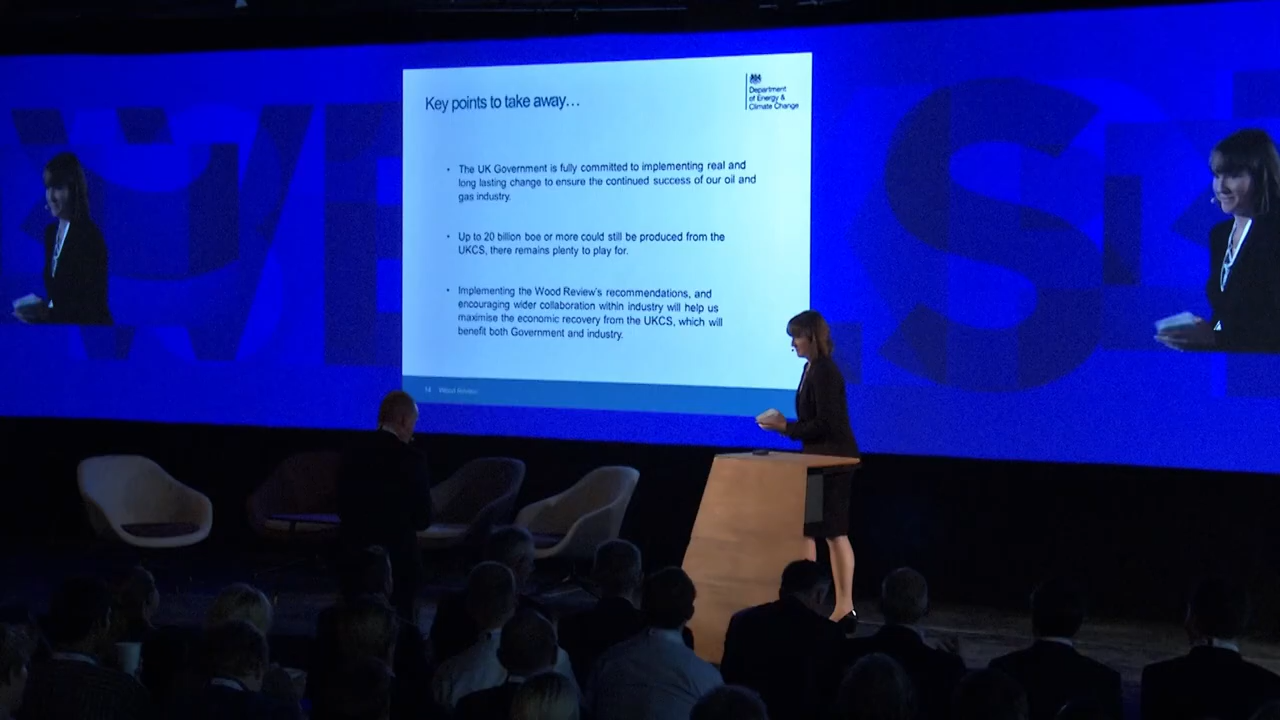 Key points to take away...
Department
of Energy &
Climate Change
• The UK Government is fully committed to implementing real and
long lasting change to ensure the continued success of our oil and
gas industry.
• Up to 20 billion boe or more could still be produced from the
UKCS, there remains plenty to play for.
• Implementing the Wood Review's recommendations, and
encouraging wider collaboration within industry will help us
maximise the economic recovery from the UKCS, which will
benefit both Government and industry.
14 Wood Review